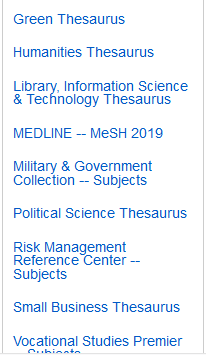 Green Thesaurus
Humanities Thesaurus
Library, Information Science
& Technology Thesaurus
MEDLINE -- MeSH 2019
Military & Government
Collection -- Subjects
Political Science Thesaurus
Risk Management
Reference Center --
Subjects
Small Business Thesaurus
Vocational Studies Premier
-- Subjects